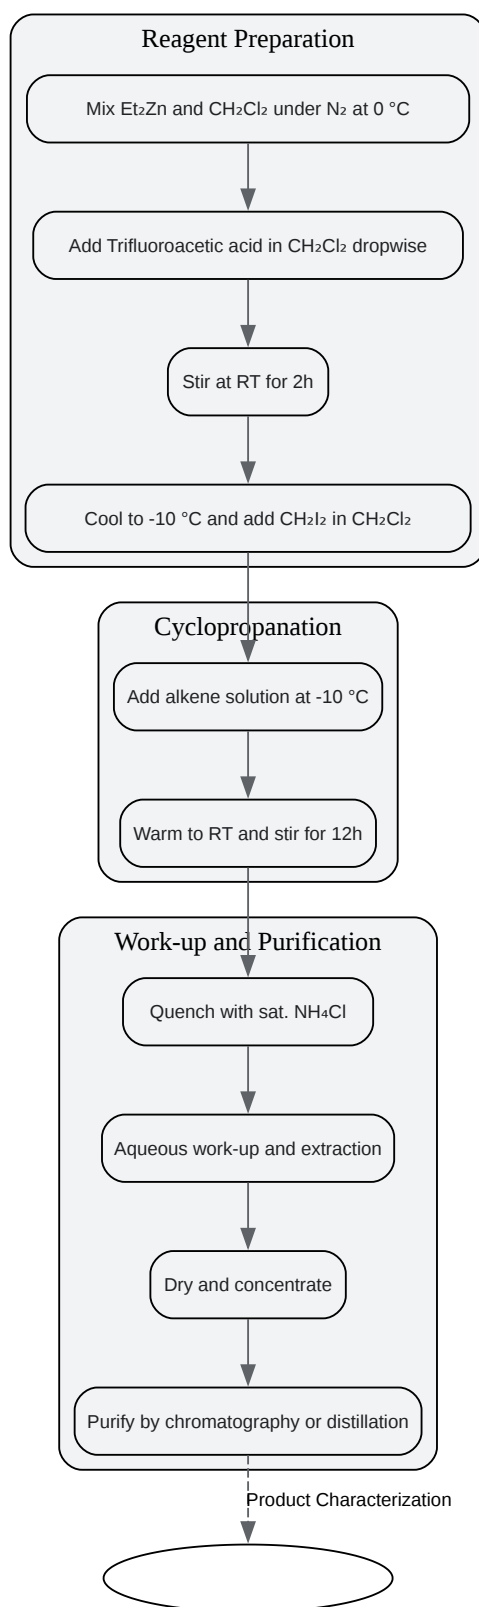 Reagent Preparation
Mix Et₂Zn and CH₂Cl₂ under N₂ at 0 °C
Add Trifluoroacetic acid in CH₂Cl₂ dropwise
Stir at RT for 2h
Cool to -10 °C and add CH₂I₂ in CH₂Cl₂
Cyclopropanation
Add alkene solution at -10 °C
Warm to RT and stir for 12h
Work-up and Purification
Quench with sat. NH₄Cl
Aqueous work-up and extraction
Dry and concentrate
Purify by chromatography or distillation
Product Characterization